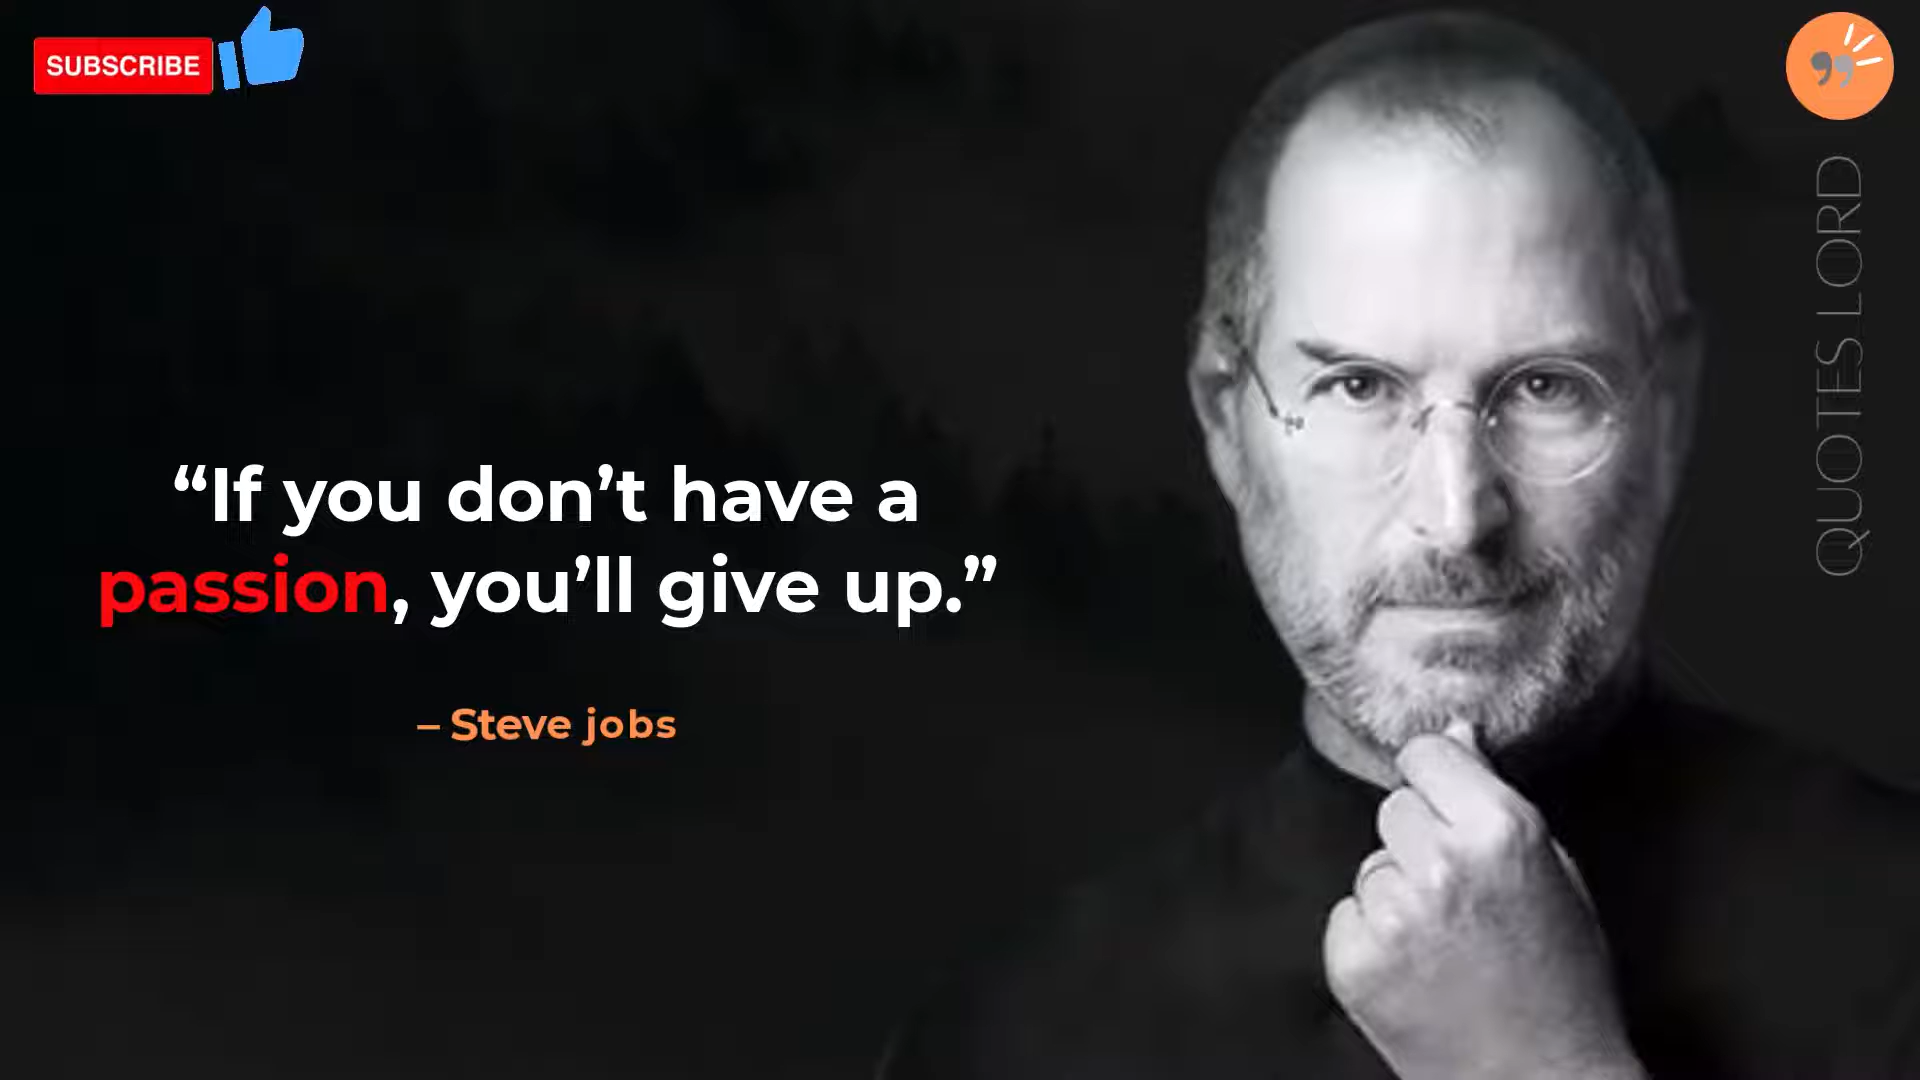 SUBSCRIBE
“If you don’t have a
passion, you’ll give up.”
– Steve jobs
QUOTES LORD